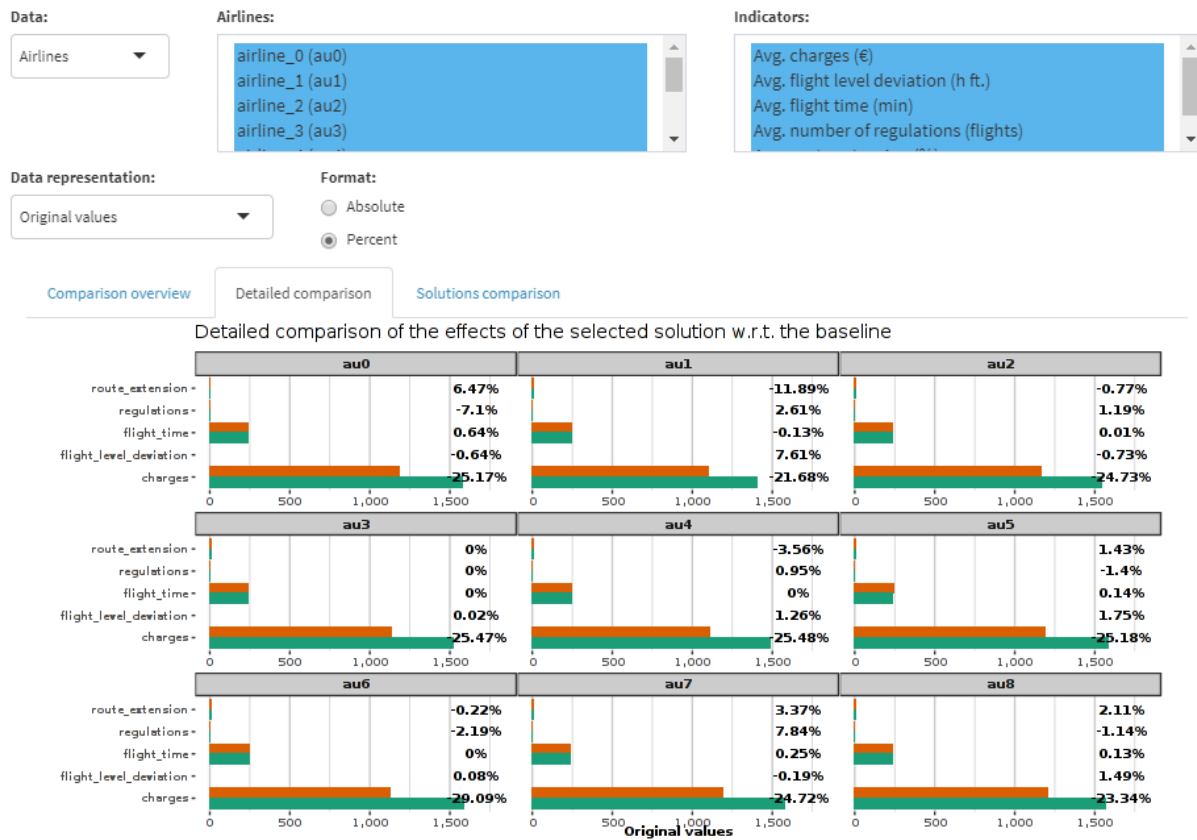 Data: Airlines: Indicators:
Airlines
airline_0 (au0)
airline_1 (au1)
airline_2 (au2)
airline_3 (au3)
Avg. charges (€)
Avg. flight level deviation (h ft.)
Avg. flight time (min)
Avg. number of regulations (flights)
Data representation: Format:
Original values
Absolute
Percent
Comparison overview Detailed comparison Solutions comparison
Detailed comparison of the effects of the selected solution w.r.t. the baseline
au0 au1 au2
route_extension 6.47% -11.89% -0.77%
regulations -7.1% 2.61% 1.19%
flight_time 0.64% -0.13% 0.01%
flight_level_deviation -0.64% 7.61% -0.73%
charges -25.17% -21.68% -24.73%
0 500 1,000 1,500 0 500 1,000 1,500 0 500 1,000 1,500
au3 au4 au5
route_extension 0% -3.56% 1.43%
regulations 0% 0.95% -1.4%
flight_time 0% 0% 0.14%
flight_level_deviation 0.02% 1.26% 1.75%
charges -25.47% -25.48% -25.18%
0 500 1,000 1,500 0 500 1,000 1,500 0 500 1,000 1,500
au6 au7 au8
route_extension -0.22% 3.37% 2.11%
regulations -2.19% 7.84% -1.14%
flight_time 0% 0.25% 0.13%
flight_level_deviation 0.08% -0.19% 1.49%
charges -29.09% -24.72% -23.34%
0 500 1,000 1,500 0 500 1,000 1,500 0 500 1,000 1,500
Original values